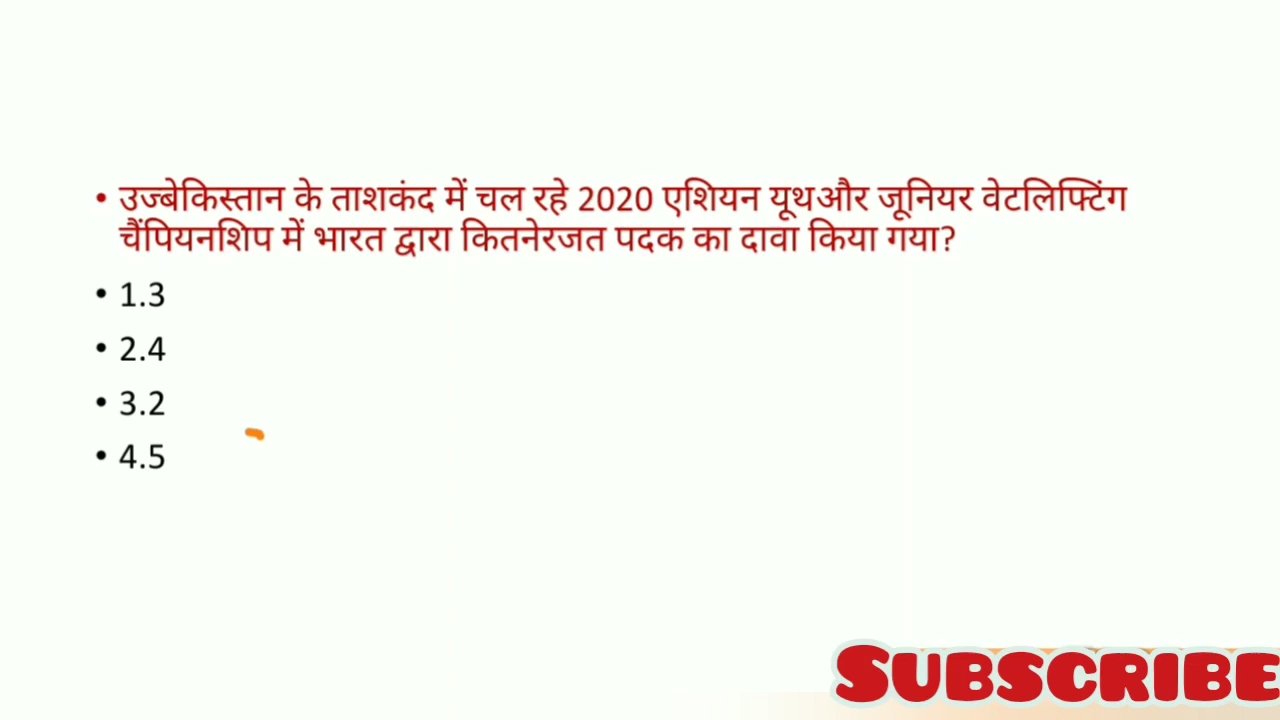 • उज्बेकिस्तान के ताशकंद में चल रहे 2020 एशियन यूथऔर जूनियर वेटलिफ्टिंग
चैंपियनशिप में भारत द्वारा कितनेरजत पदक का दावा किया गया?
• 1.3
• 2.4
• 3.2
• 4.5
SUBSCRIBE